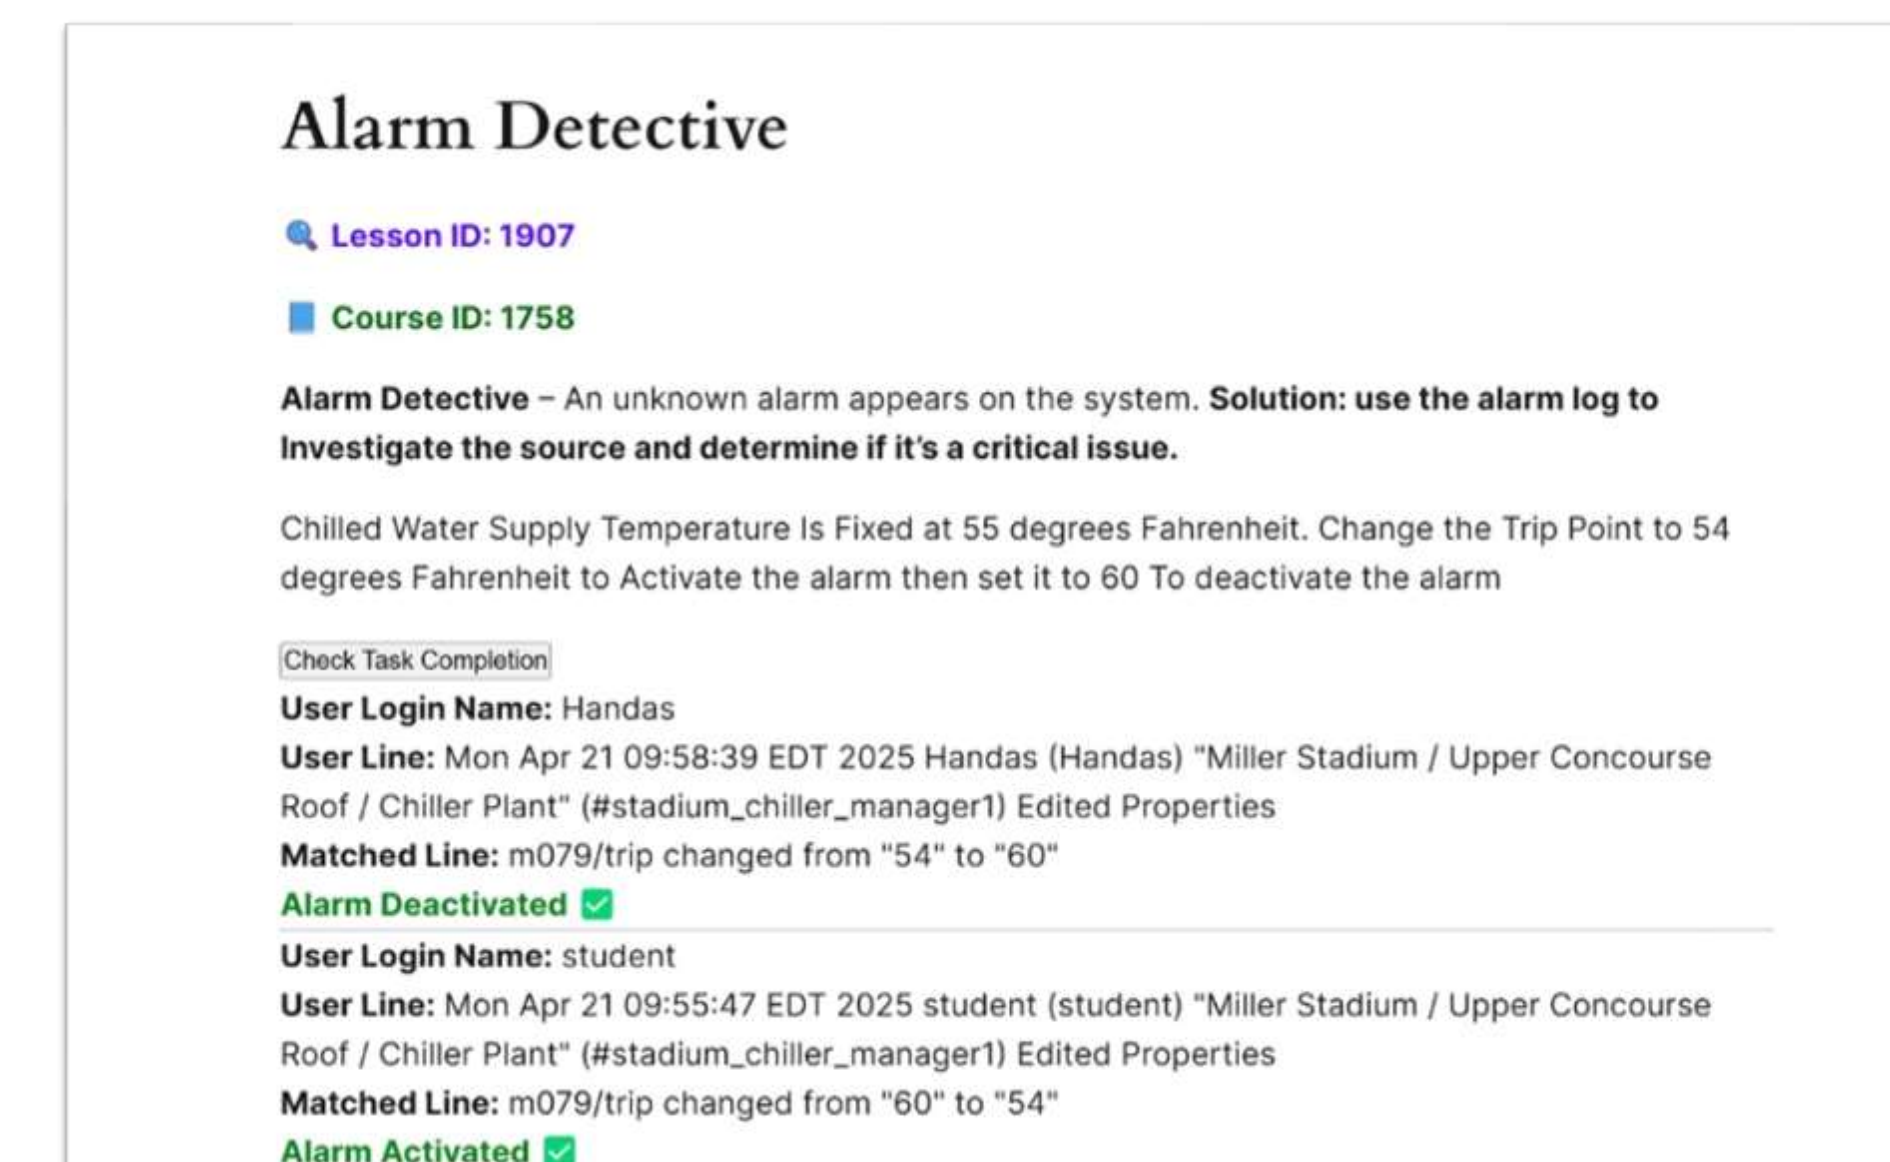 Alarm Detective
Lesson ID: 1907
Course ID: 1758
Alarm Detective – An unknown alarm appears on the system. Solution: use the alarm log to
Investigate the source and determine if it’s a critical issue.
Chilled Water Supply Temperature Is Fixed at 55 degrees Fahrenheit. Change the Trip Point to 54
degrees Fahrenheit to Activate the alarm then set it to 60 To deactivate the alarm
Check Task Completion
User Login Name: Handas
User Line: Mon Apr 21 09:58:39 EDT 2025 Handas (Handas) "Miller Stadium / Upper Concourse
Roof / Chiller Plant" (#stadium_chiller_manager1) Edited Properties
Matched Line: m079/trip changed from "54" to "60"
Alarm Deactivated ✅
User Login Name: student
User Line: Mon Apr 21 09:55:47 EDT 2025 student (student) "Miller Stadium / Upper Concourse
Roof / Chiller Plant" (#stadium_chiller_manager1) Edited Properties
Matched Line: m079/trip changed from "60" to "54"
Alarm Activated ✅